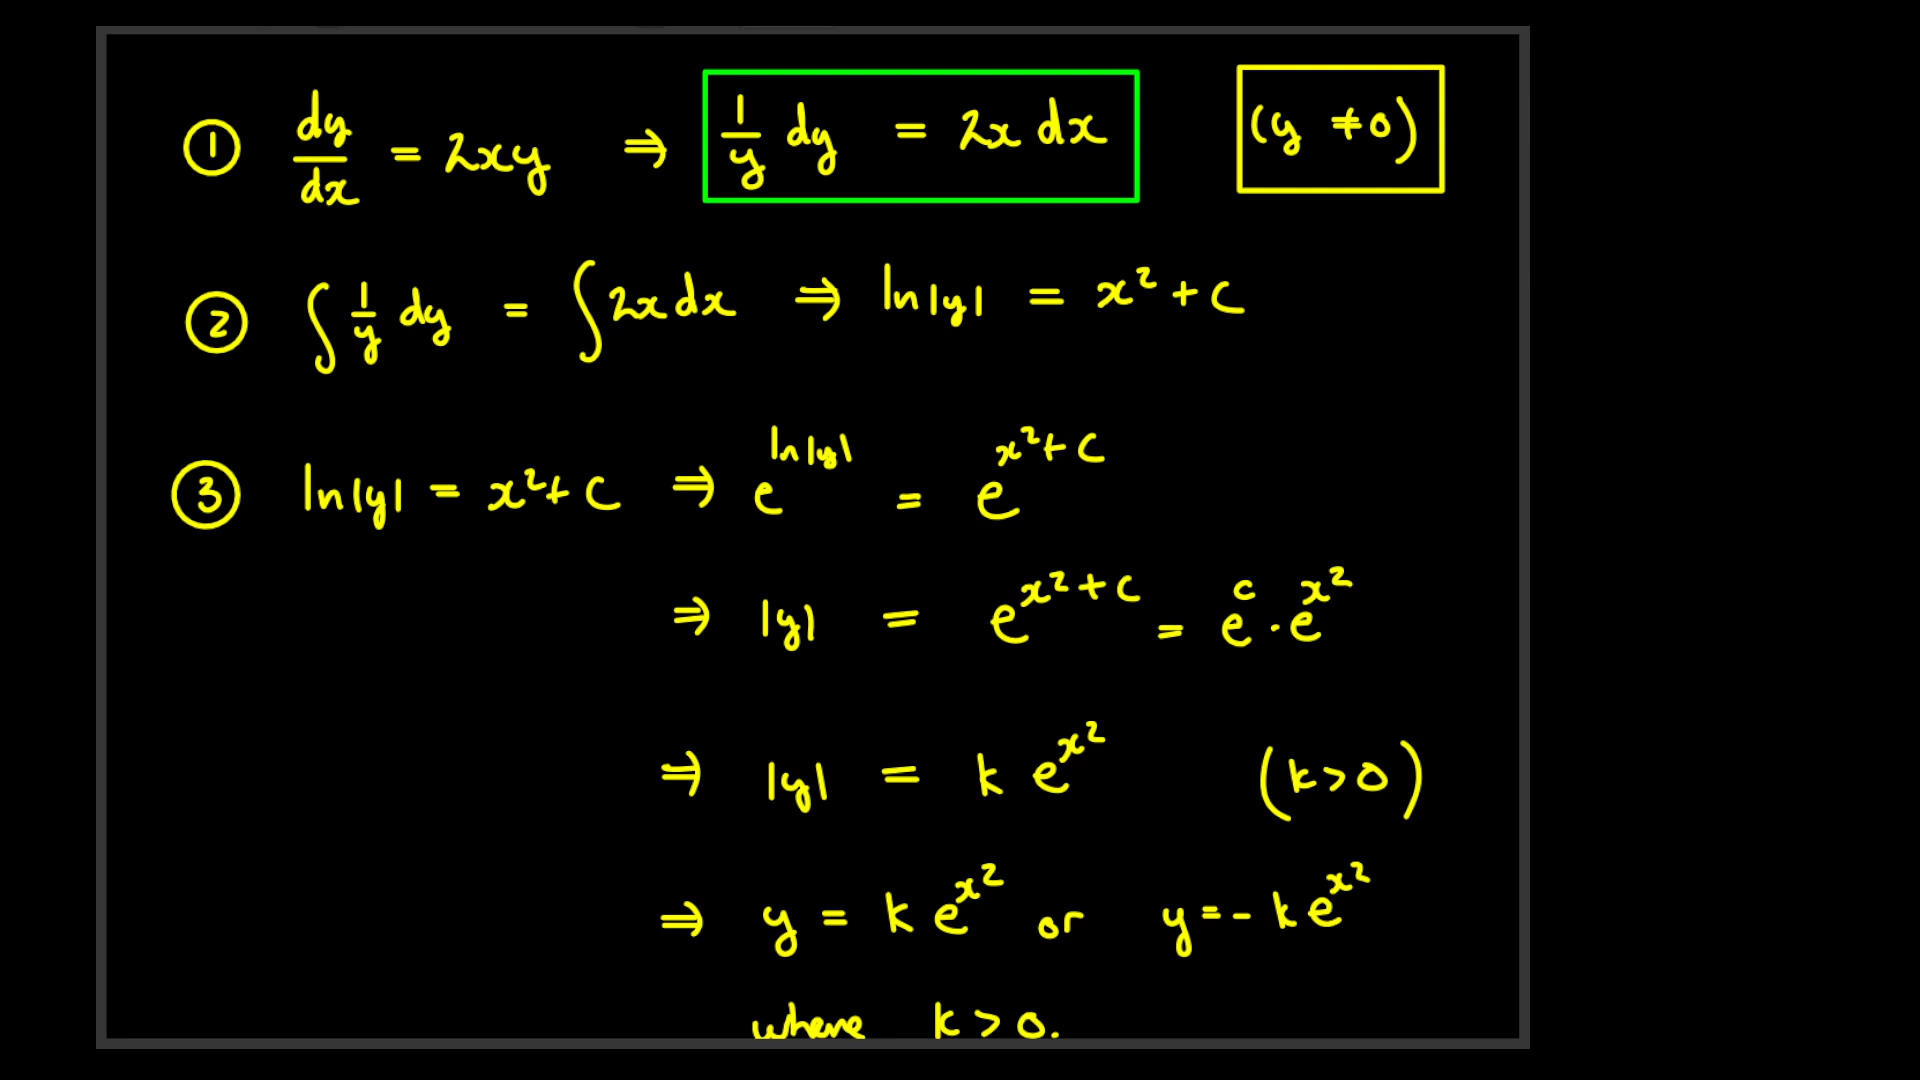 ① dy/dx = 2xy ⇒ 1/y dy = 2x dx (y ≠ 0)
② ∫ 1/y dy = ∫ 2x dx ⇒ ln|y| = x² + C
③ ln|y| = x² + C ⇒ e^(ln|y|) = e^(x² + C)
⇒ |y| = e^(x² + C) = e^C · e^(x²)
⇒ |y| = k e^(x²) (k > 0)
⇒ y = k e^(x²) or y = - k e^(x²)
where k > 0.